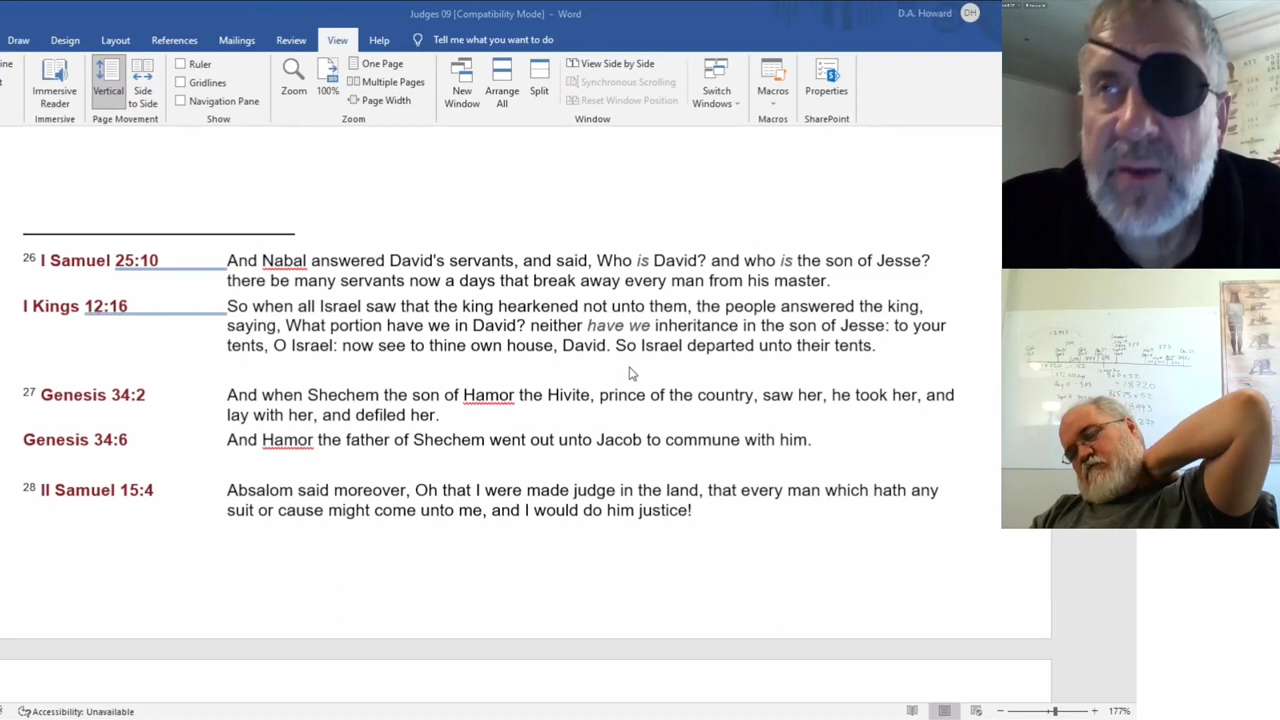 Judges 09 [Compatibility Mode] - Word
D.A. Howard DH
Draw Design Layout References Mailings Review View Help Tell me what you want to do
Immersive Reader
Vertical
Side to Side
Ruler
Gridlines
Navigation Pane
Zoom
100%
One Page
Multiple Pages
Page Width
New Window
Arrange All
Split
View Side by Side
Synchronous Scrolling
Reset Window Position
Switch Windows
Macros
Properties
Immersive Page Movement Show Zoom Window Macros SharePoint
26 I Samuel 25:10 And Nabal answered David's servants, and said, Who is David? and who is the son of Jesse?
there be many servants now a days that break away every man from his master.
I Kings 12:16 So when all Israel saw that the king hearkened not unto them, the people answered the king,
saying, What portion have we in David? neither have we inheritance in the son of Jesse: to your
tents, O Israel: now see to thine own house, David. So Israel departed unto their tents.
27 Genesis 34:2 And when Shechem the son of Hamor the Hivite, prince of the country, saw her, he took her, and
lay with her, and defiled her.
Genesis 34:6 And Hamor the father of Shechem went out unto Jacob to commune with him.
28 II Samuel 15:4 Absalom said moreover, Oh that I were made judge in the land, that every man which hath any
suit or cause might come unto me, and I would do him justice!
Accessibility: Unavailable
177%